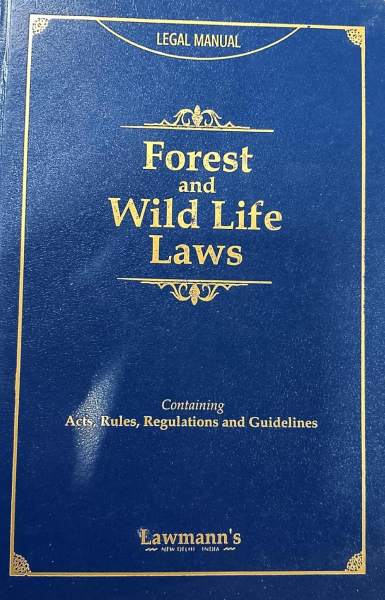 LEGAL MANUAL
Forest
and
Wild Life
Laws
Containing
Acts, Rules, Regulations and Guidelines
Lawmann's
NEW DELHI INDIA